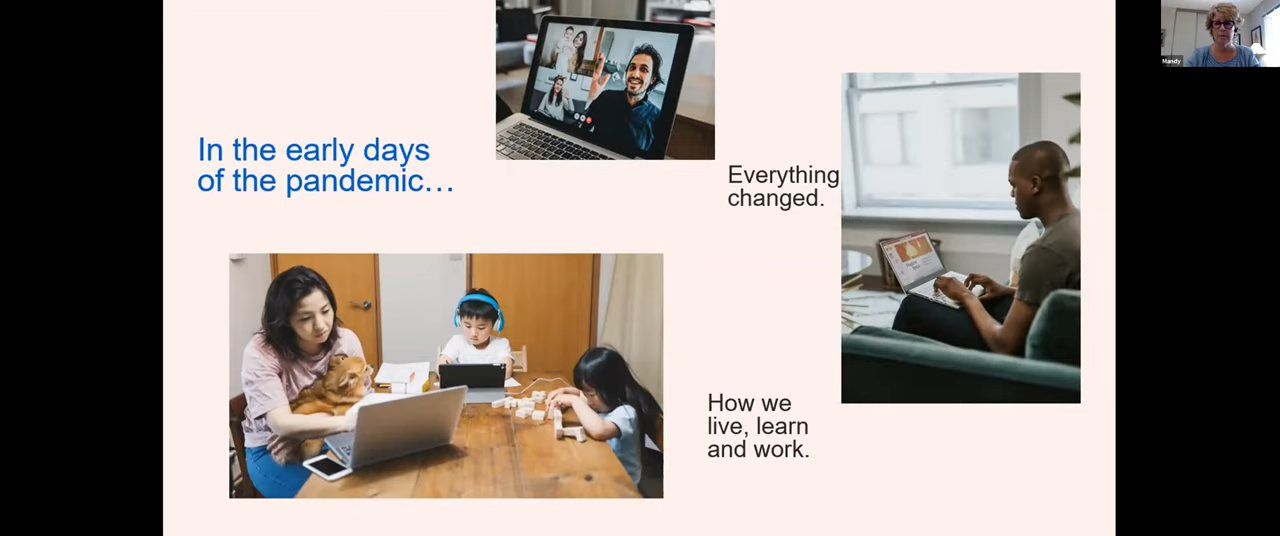 Mandy
In the early days
of the pandemic…
Everything
changed.
How we
live, learn
and work.